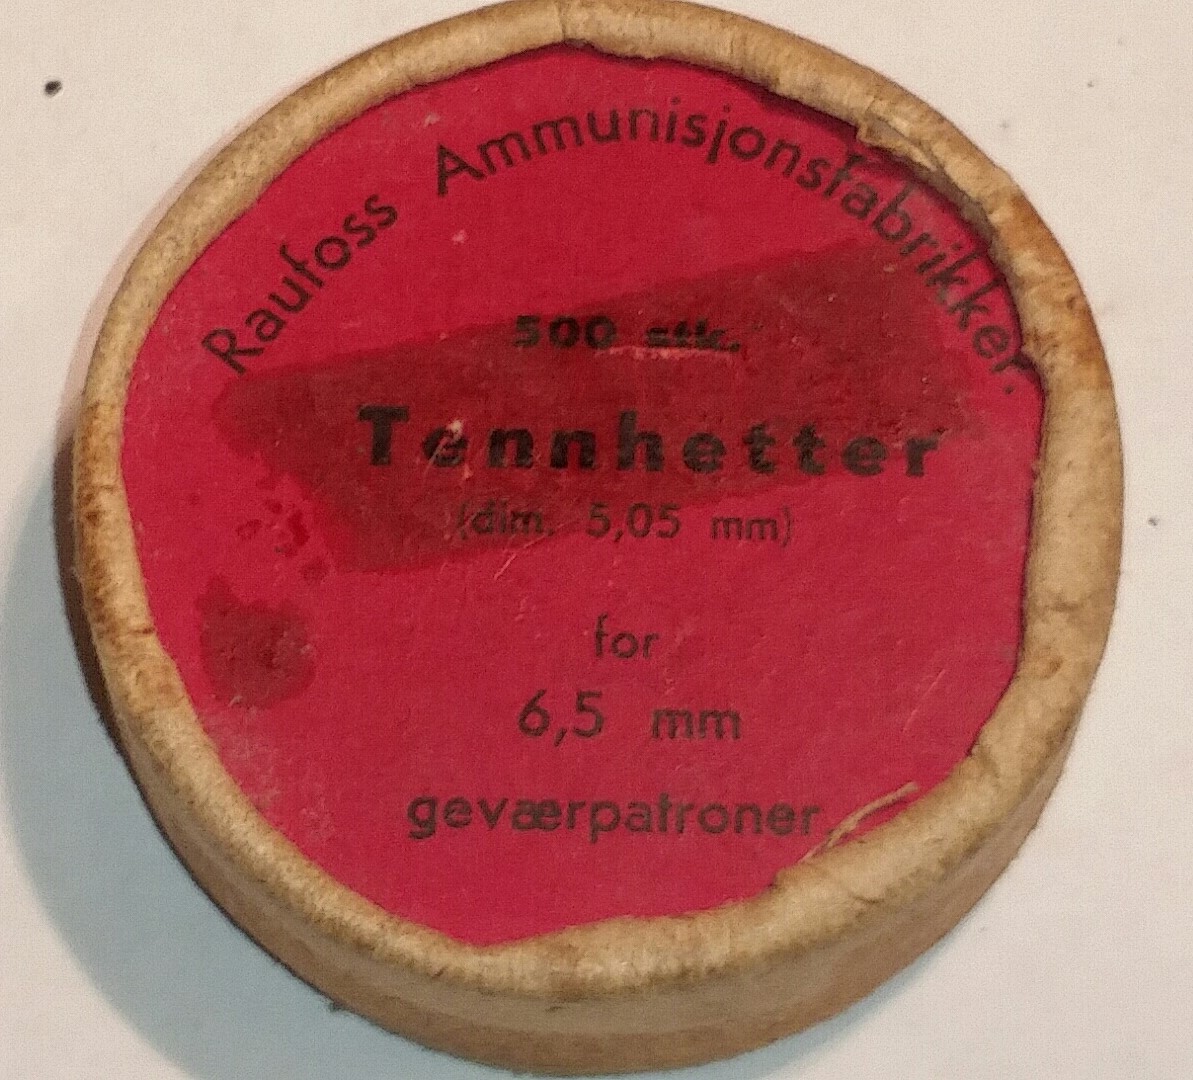 Raufoss Ammunisjonsfabrikker.
500 stk.
Tennhetter
(dim. 5,05 mm)
for
6,5 mm
geværpatroner